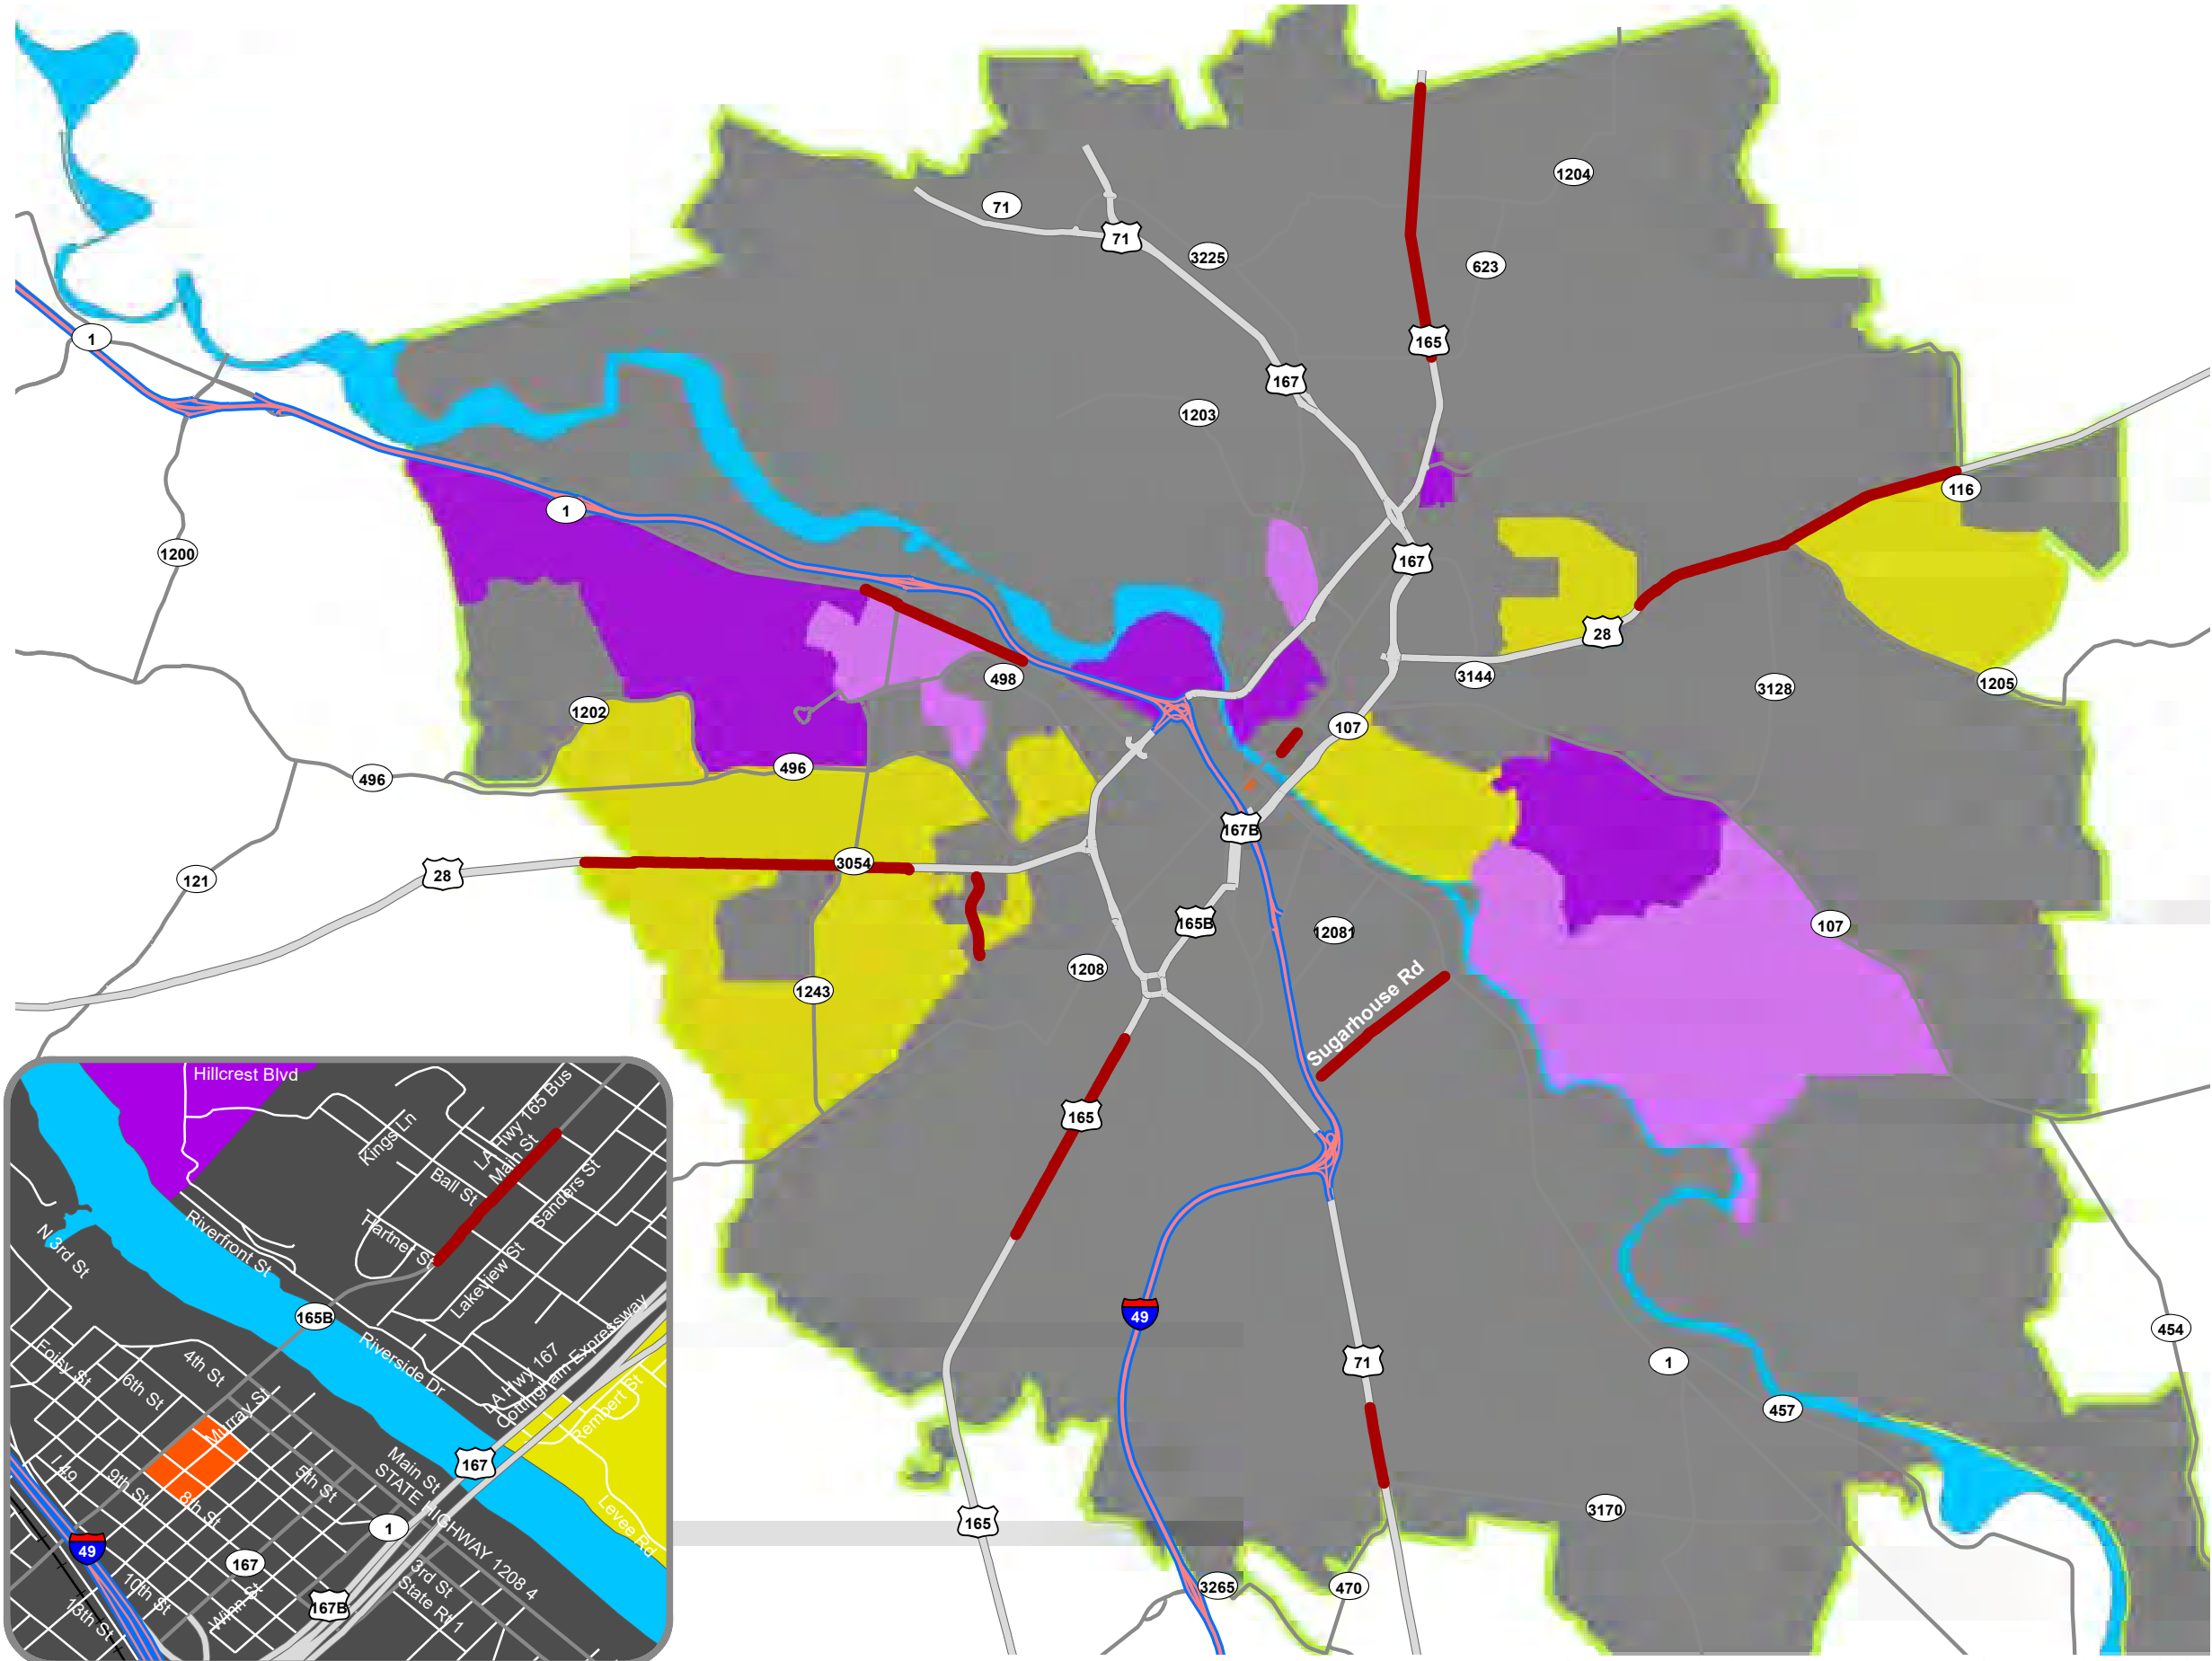 1204
71
71
3225
623
1
165
167
1203
116
1
1200
167
28
498
3144
1205
3128
1202
107
496
496
167B
3054
28
121
165B
12081
107
1208
1243
Sugarhouse Rd
165
49
454
71
1
457
3170
165
3265
470
Hillcrest Blvd
LA Hwy 165 Bus
Kings Ln
Main St
Ball St
Sanders St
Hartner St
Riverfront St
N 3rd St
Lakeview St
165B
Riverside Dr
LA Hwy 167
Cottingham Expressway
4th St
Foisy St
6th St
Murray St
Rembert St
167
Main St
STATE HIGHWAY 1208 4
I 49
9th St
5th St
8th St
Levee Rd
1
49
167
3rd St
State Rt 1
10th St
Winn St
167B
13th St